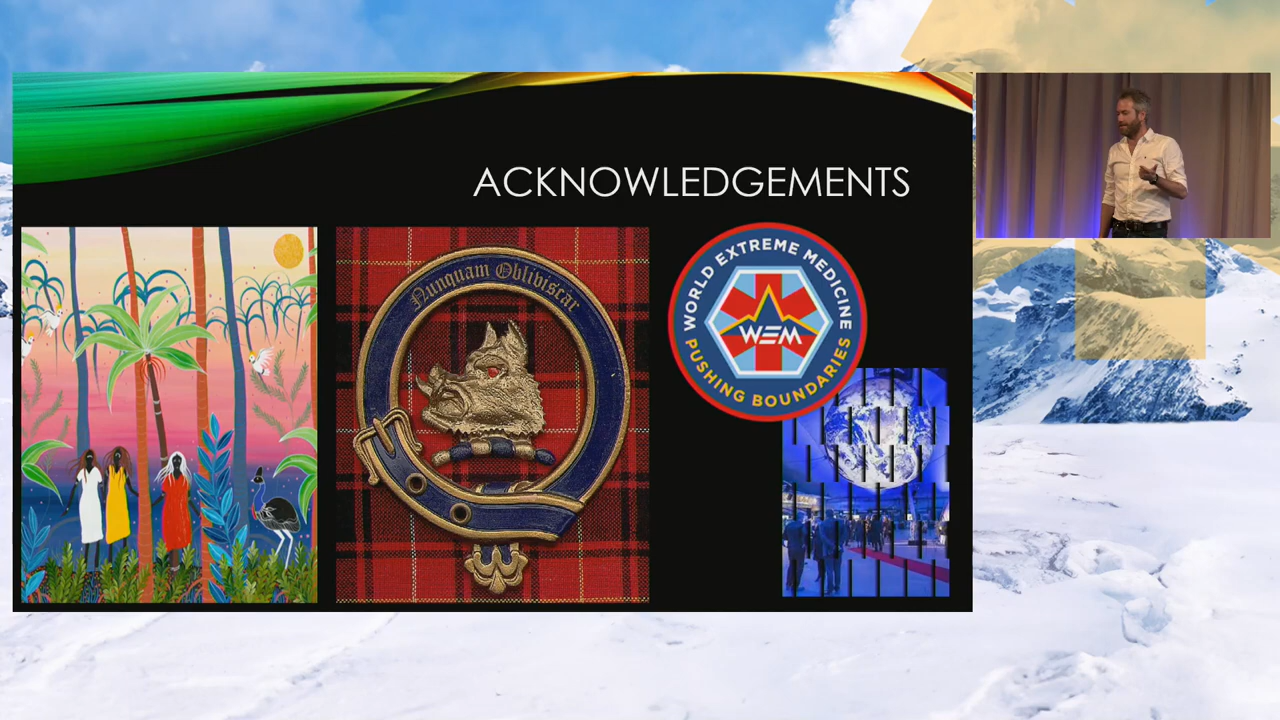 ACKNOWLEDGEMENTS
Nunquam Obliviscar
WORLD EXTREME MEDICINE
WEM
PUSHING BOUNDARIES